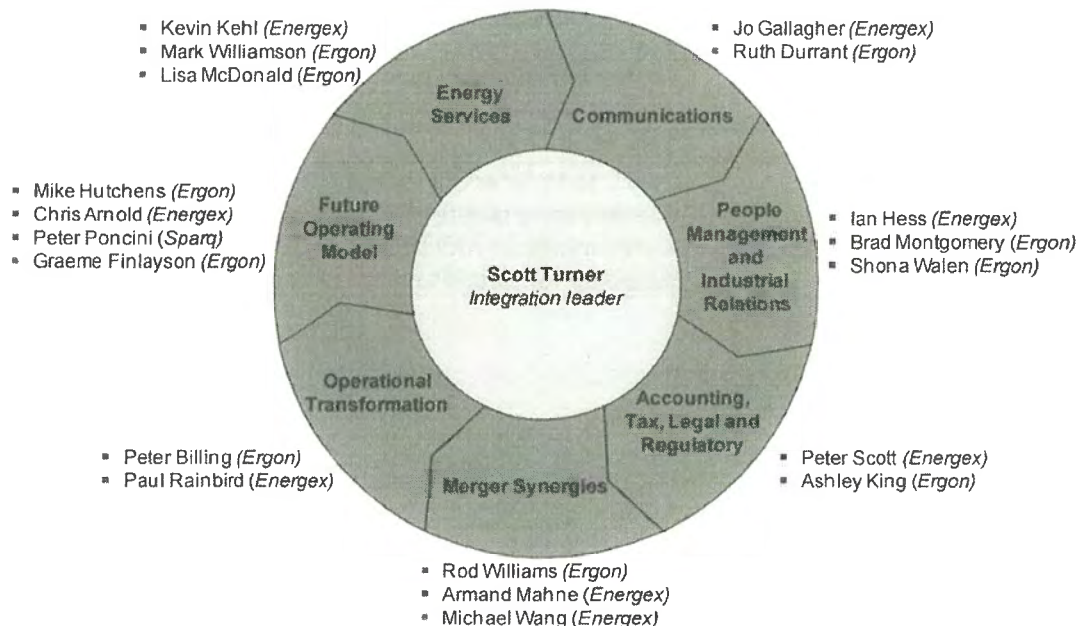 ▪ Kevin Kehl (Energex)
▪ Mark Williamson (Ergon)
▪ Lisa McDonald (Ergon)
▪ Jo Gallagher (Energex)
▪ Ruth Durrant (Ergon)
Energy
Services
Communications
▪ Mike Hutchens (Ergon)
▪ Chris Arnold (Energex)
▪ Peter Poncini (Sparq)
▪ Graeme Finlayson (Ergon)
Future
Operating
Model
People
Management
and
Industrial
Relations
▪ Ian Hess (Energex)
▪ Brad Montgomery (Ergon)
▪ Shona Walen (Ergon)
Scott Turner
Integration leader
Operational
Transformation
Accounting,
Tax, Legal and
Regulatory
▪ Peter Billing (Ergon)
▪ Paul Rainbird (Energex)
Merger Synergies
▪ Peter Scott (Energex)
▪ Ashley King (Ergon)
▪ Rod Williams (Ergon)
▪ Armand Mahne (Energex)
▪ Michael Wang (Energex)